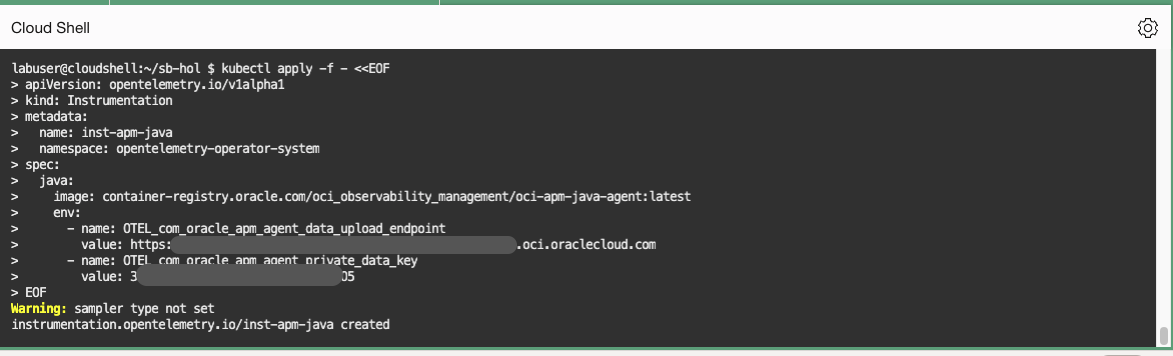 Cloud Shell
labuser@cloudshell:~/sb-hol $ kubectl apply -f - <<EOF
> apiVersion: opentelemetry.io/v1alpha1
> kind: Instrumentation
> metadata:
>   name: inst-apm-java
>   namespace: opentelemetry-operator-system
> spec:
>   java:
>     image: container-registry.oracle.com/oci_observability_management/oci-apm-java-agent:latest
>     env:
>       - name: OTEL_com_oracle_apm_agent_data_upload_endpoint
>         value: https: .oci.oraclecloud.com
>       - name: OTEL_com_oracle_apm_agent_private_data_key
>         value: 3 05
> EOF
Warning: sampler type not set
instrumentation.opentelemetry.io/inst-apm-java created